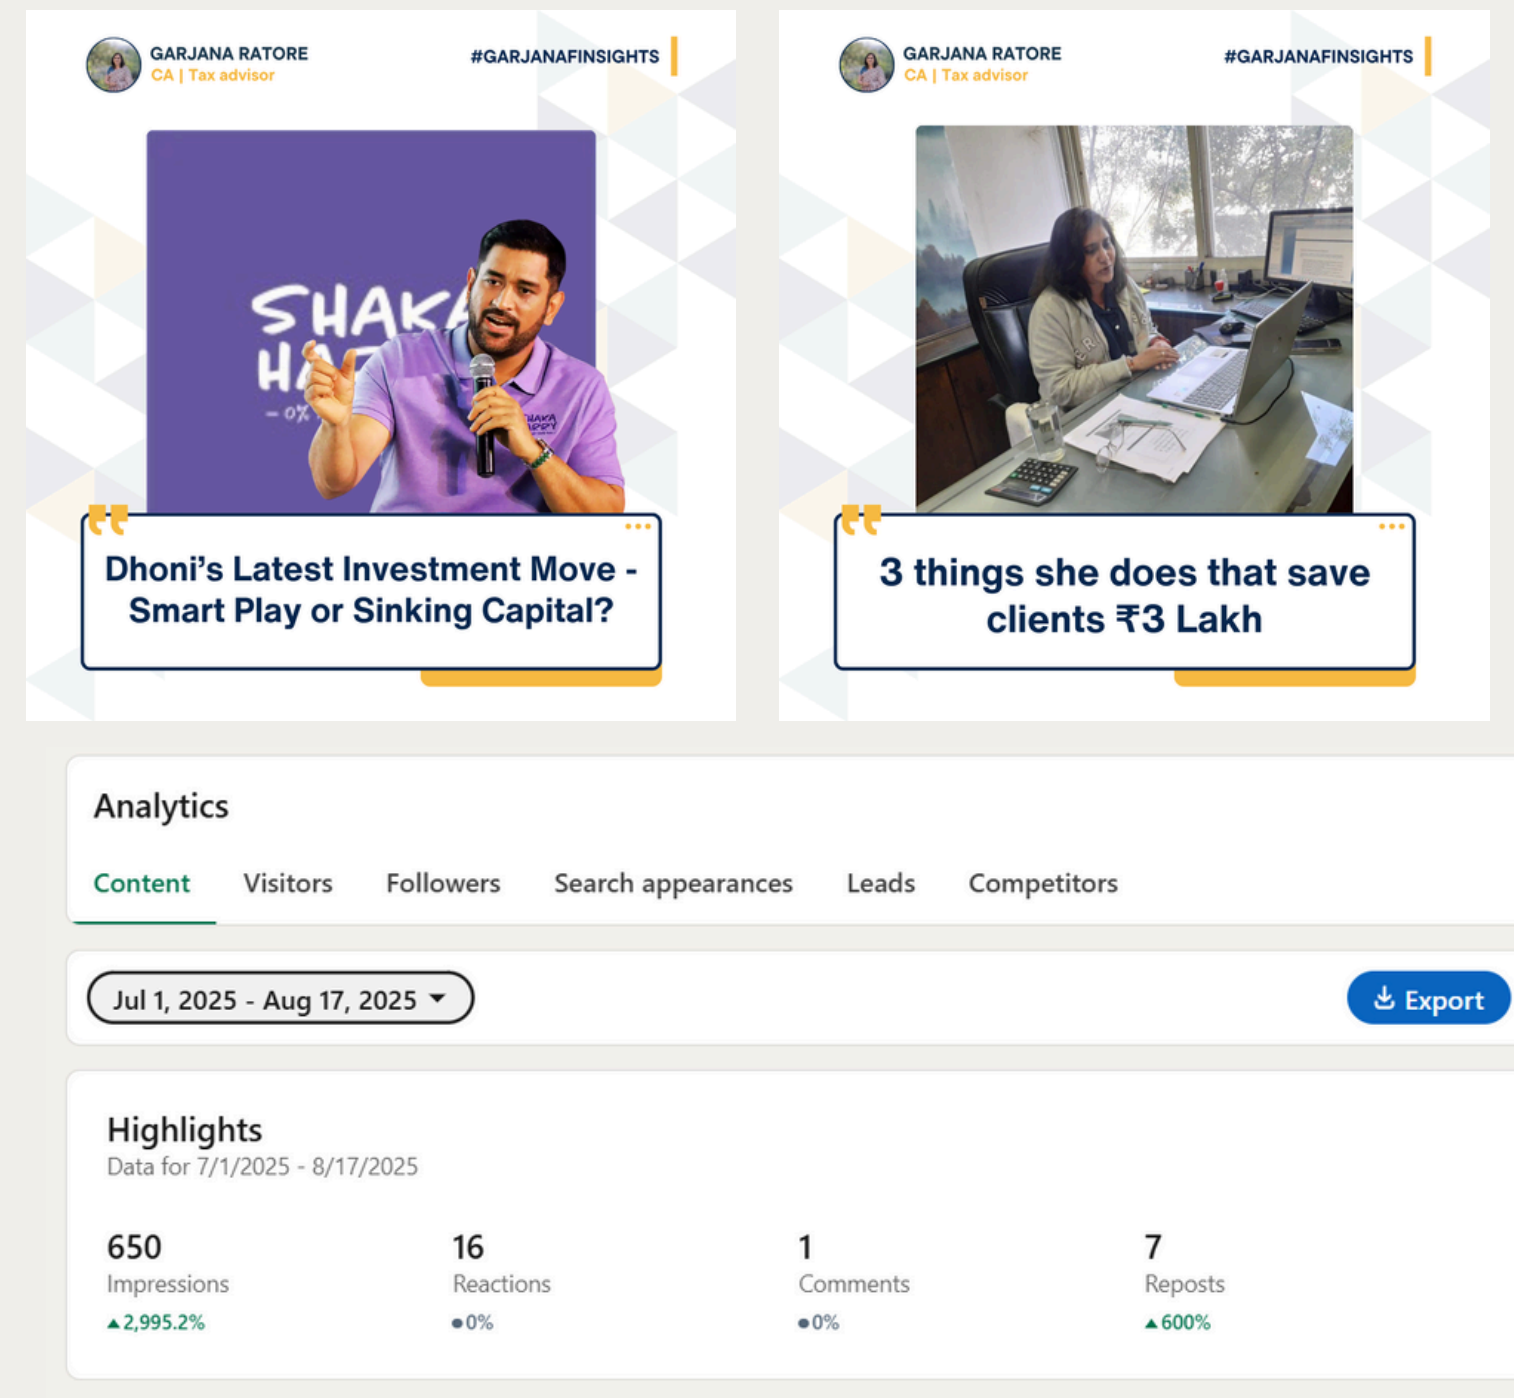 GARJANA RATORE
CA | Tax advisor
#GARJANAFINSIGHTS
SHAKA
HA
- 0%
SHAKA
Dhoni's Latest Investment Move -
Smart Play or Sinking Capital?
GARJANA RATORE
CA | Tax advisor
#GARJANAFINSIGHTS
3 things she does that save
clients ₹3 Lakh
Analytics
Content Visitors Followers Search appearances Leads Competitors
Jul 1, 2025 - Aug 17, 2025
Export
Highlights
Data for 7/1/2025 - 8/17/2025
650 16 1 7
Impressions Reactions Comments Reposts
▲2,995.2% ●0% ●0% ▲600%